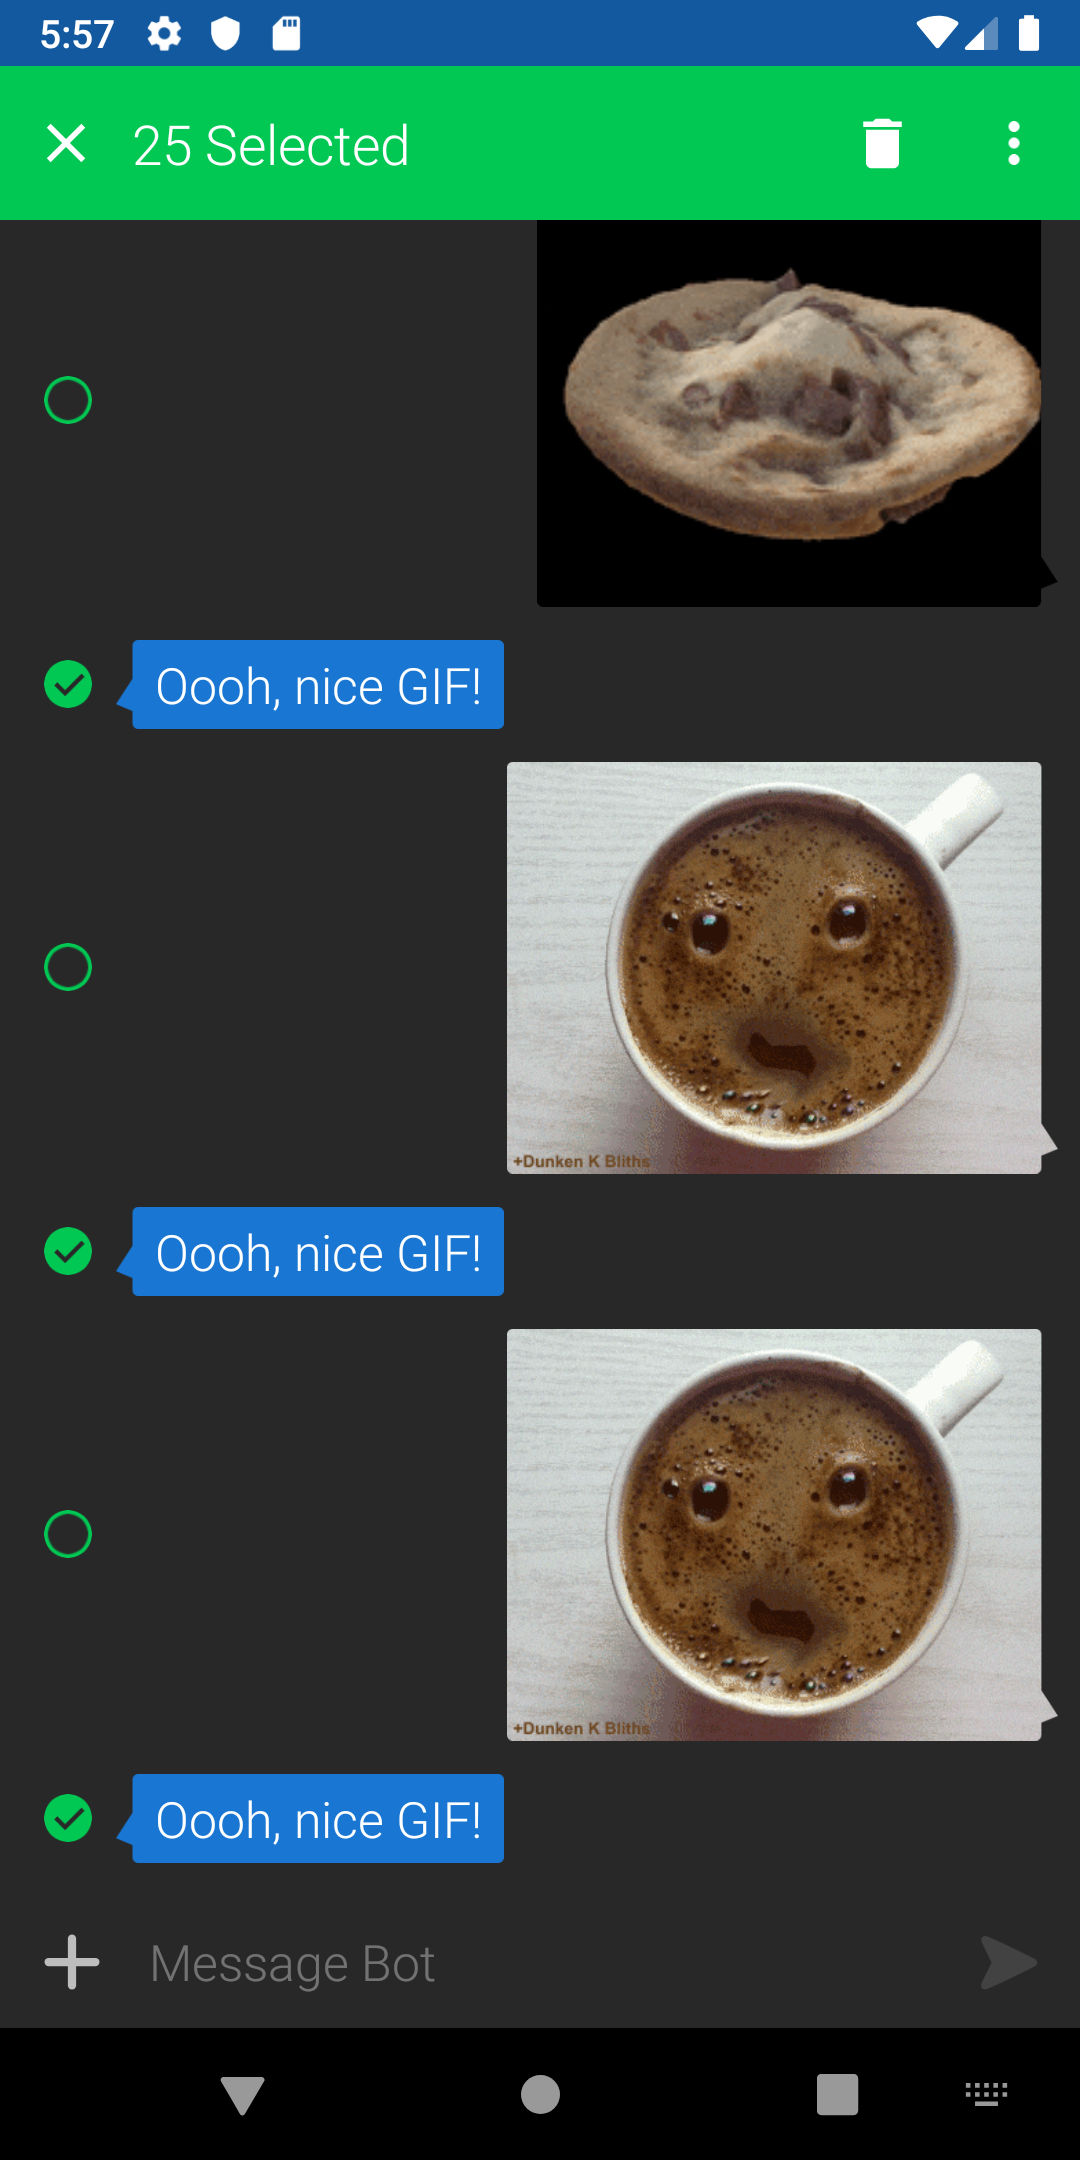 5:57
25 Selected
Oooh, nice GIF!
+Dunken K Bliths
Oooh, nice GIF!
+Dunken K Bliths
Oooh, nice GIF!
Message Bot